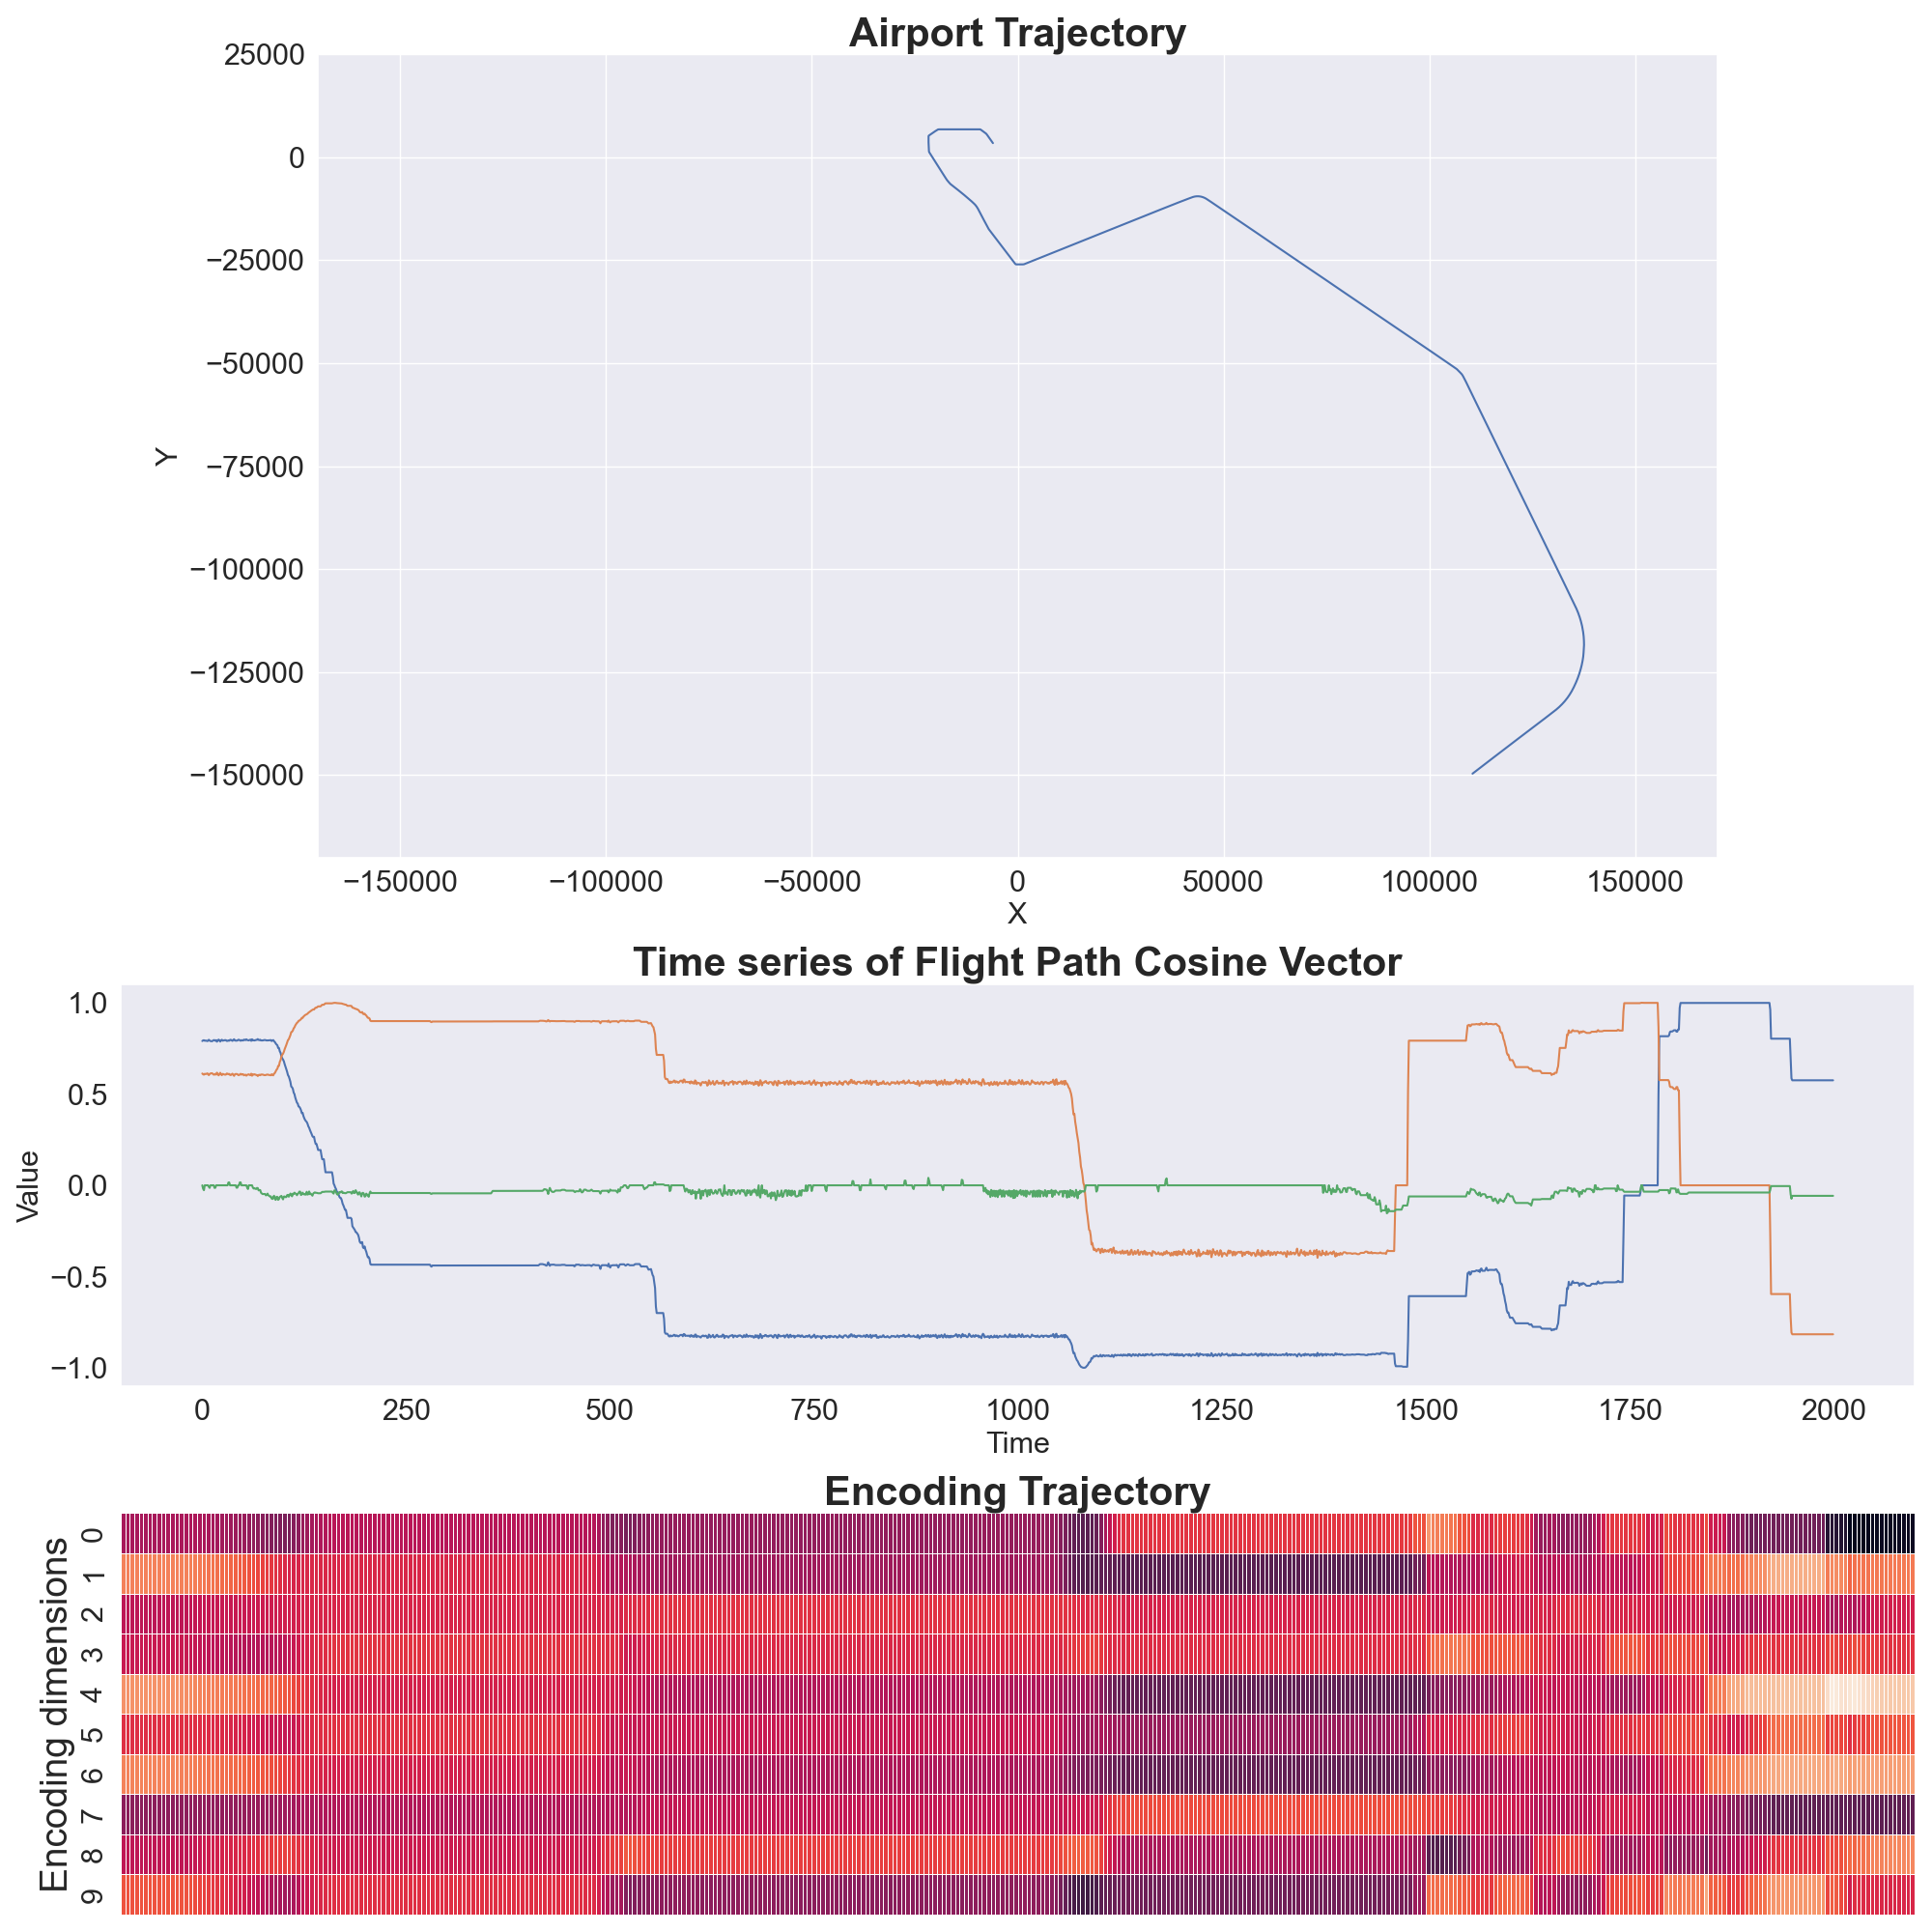 Airport Trajectory
25000
0
−25000
−50000
−75000
−100000
−125000
−150000
Y
−150000 −100000 −50000 0 50000 100000 150000
X
Time series of Flight Path Cosine Vector
1.0
0.5
0.0
−0.5
−1.0
Value
0 250 500 750 1000 1250 1500 1750 2000
Time
Encoding Trajectory
Encoding dimensions
0
1
2
3
4
5
6
7
8
9